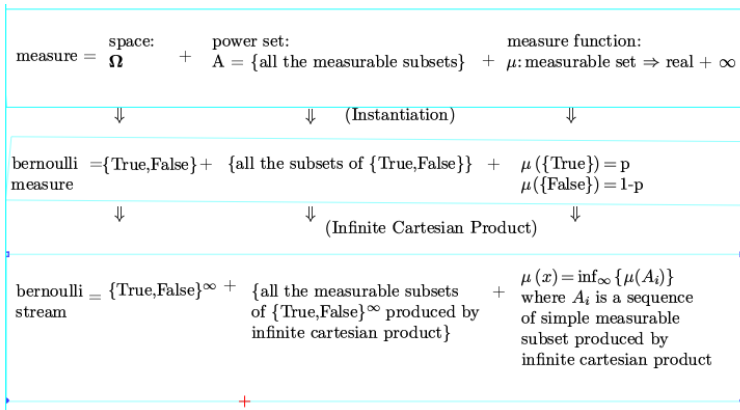 measure = space: Ω + power set: A = {all the measurable subsets} + measure function: μ: measurable set ⇒ real + ∞
⇓ ⇓ (Instantiation) ⇓
bernoulli measure ={True,False}+ {all the subsets of {True,False}} + μ({True})=p
μ({False})=1-p
⇓ ⇓ (Infinite Cartesian Product) ⇓
bernoulli stream = {True,False}^∞ + {all the measurable subsets
of {True,False}^∞ produced by
infinite cartesian product} + μ(x)=inf_∞{μ(A_i)}
where A_i is a sequence
of simple measurable
subset produced by
infinite cartesian product